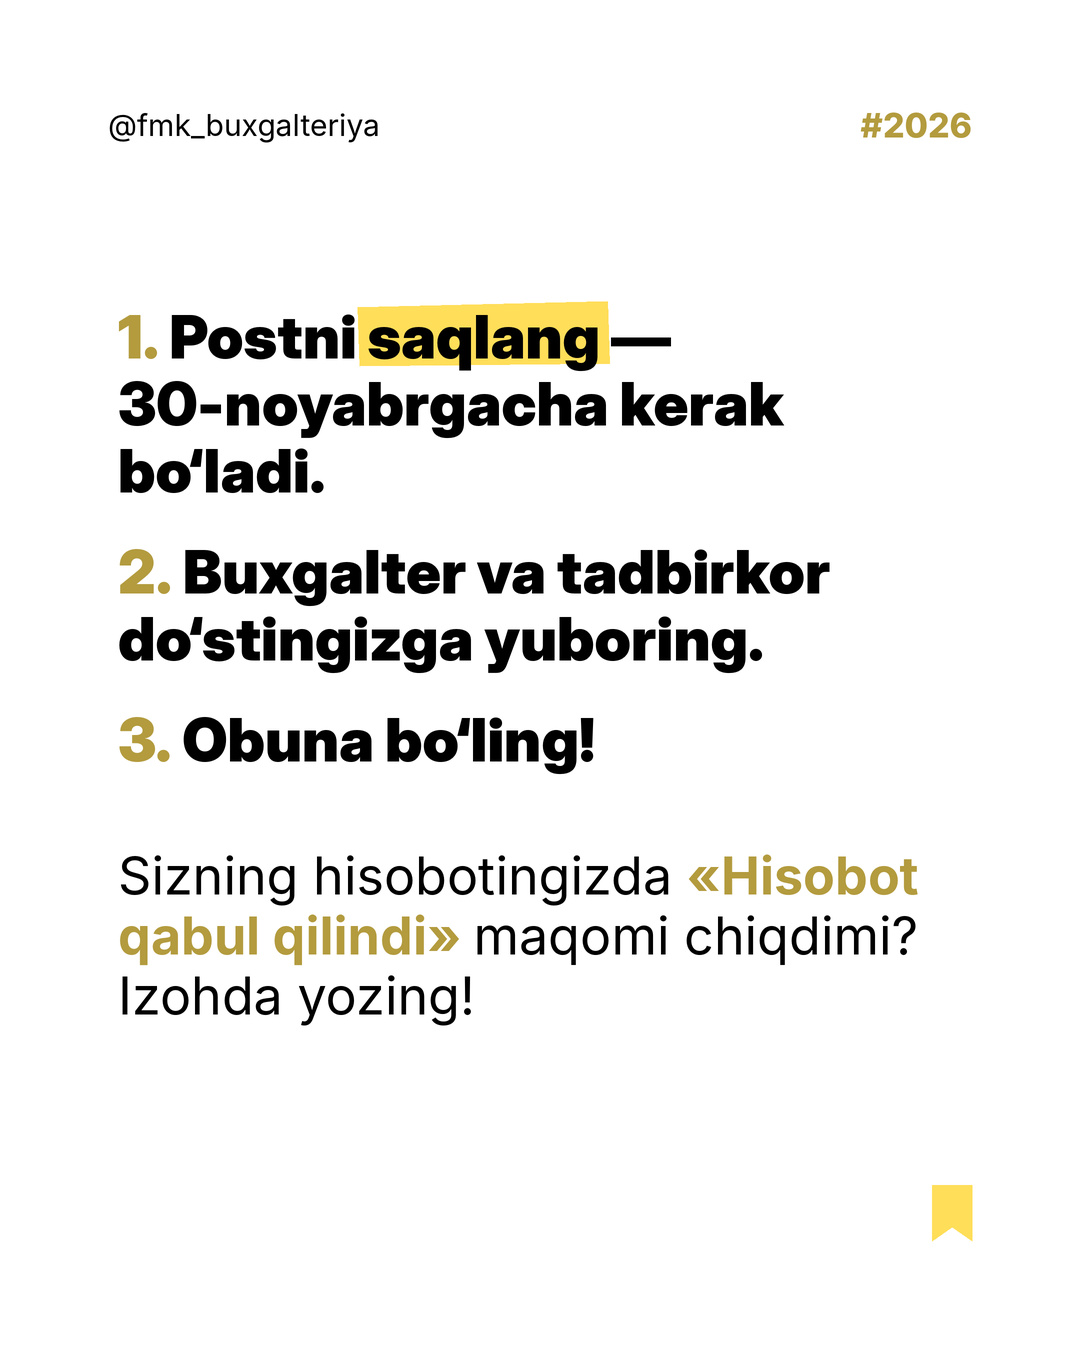 @fmk_buxgalteriya
#2026
1. Postni saqlang —
30-noyabrgacha kerak
bo‘ladi.
2. Buxgalter va tadbirkor
do‘stingizga yuboring.
3. Obuna bo‘ling!
Sizning hisobotingizda «Hisobot
qabul qilindi» maqomi chiqdimi?
Izohda yozing!